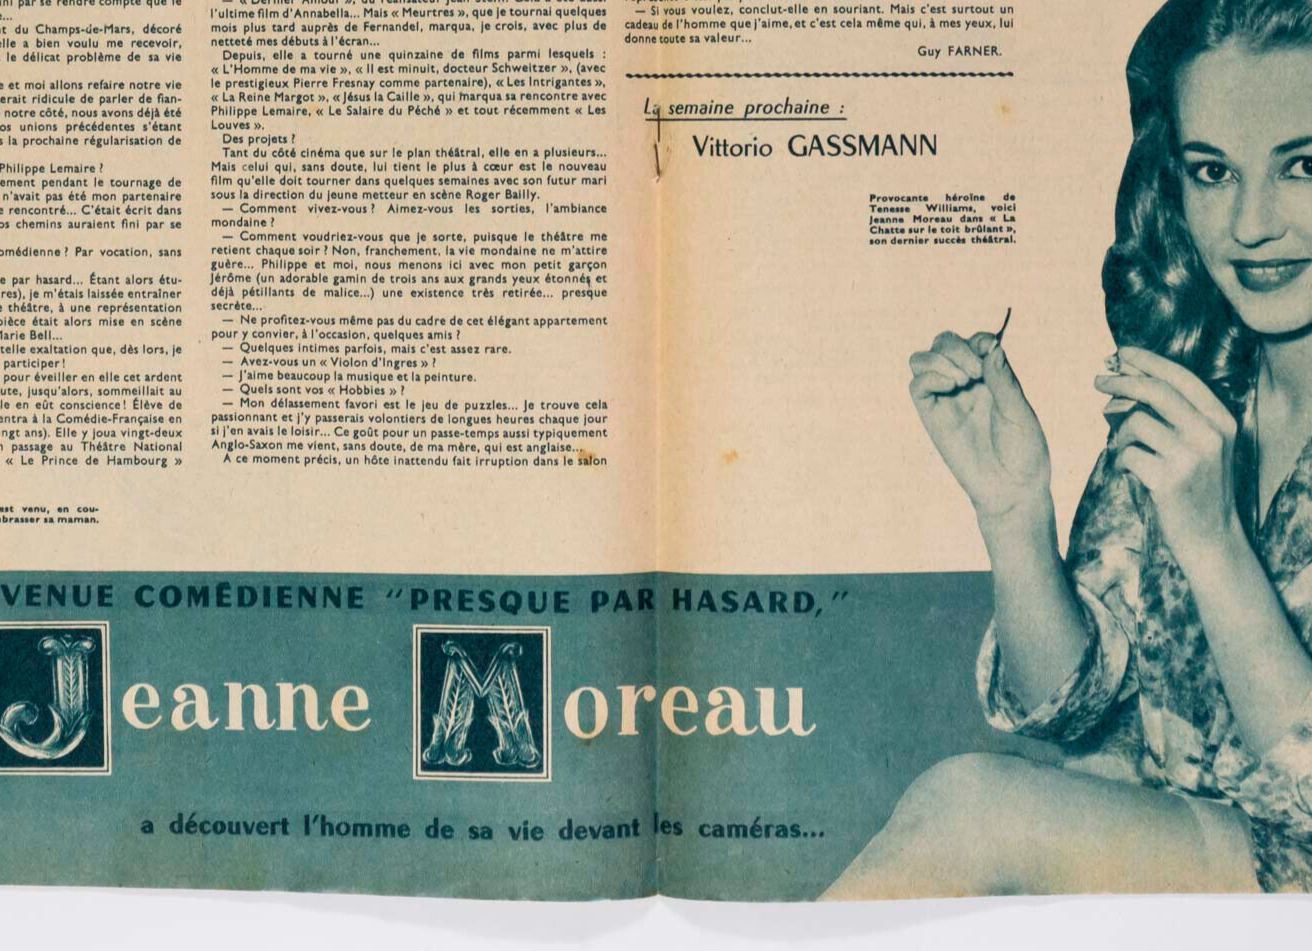 ini par se rendre compte que le
t du Champs-de-Mars, décoré
elle a bien voulu me recevoir,
le délicat problème de sa vie
e et moi allons refaire notre vie
erait ridicule de parler de fian-
notre côté, nous avons déjà été
os unions précédentes s'étant
s la prochaine régularisation de
Philippe Lemaire ?
ement pendant le tournage de
n'avait pas été mon partenaire
e rencontré... C'était écrit dans
os chemins auraient fini par se
omédienne ? Par vocation, sans
e par hasard... Étant alors étu-
res), je m'étais laissée entraîner
e théâtre, à une représentation
pièce était alors mise en scène
Marie Bell...
telle exaltation que, dès lors, je
participer !
pour éveiller en elle cet ardent
ute, jusqu'alors, sommeillait au
le en eût conscience! Élève de
entra à la Comédie-Française en
ngt ans). Elle y joua vingt-deux
n passage au Théâtre National
« Le Prince de Hambourg »
est venu, en cou-
brasser sa maman.
l'ultime film d'Annabella... Mais « Meurtres », que je tournai quelques
mois plus tard auprès de Fernandel, marqua, je crois, avec plus de
netteté mes débuts à l'écran...
Depuis, elle a tourné une quinzaine de films parmi lesquels :
« L'Homme de ma vie », « Il est minuit, docteur Schweitzer », (avec
le prestigieux Pierre Fresnay comme partenaire), « Les Intrigantes »,
« La Reine Margot », « Jésus la Caille », qui marqua sa rencontre avec
Philippe Lemaire, « Le Salaire du Péché » et tout récemment « Les
Louves ».
Des projets ?
Tant du côté cinéma que sur le plan théâtral, elle en a plusieurs...
Mais celui qui, sans doute, lui tient le plus à cœur est le nouveau
film qu'elle doit tourner dans quelques semaines avec son futur mari
sous la direction du jeune metteur en scène Roger Bailly.
— Comment vivez-vous ? Aimez-vous les sorties, l'ambiance
mondaine ?
— Comment voudriez-vous que je sorte, puisque le théâtre me
retient chaque soir ? Non, franchement, la vie mondaine ne m'attire
guère... Philippe et moi, nous menons ici avec mon petit garçon
Jérôme (un adorable gamin de trois ans aux grands yeux étonnés et
déjà pétillants de malice...) une existence très retirée... presque
secrète...
— Ne profitez-vous même pas du cadre de cet élégant appartement
pour y convier, à l'occasion, quelques amis ?
— Quelques intimes parfois, mais c'est assez rare.
— Avez-vous un « Violon d'Ingres » ?
— J'aime beaucoup la musique et la peinture.
— Quels sont vos « Hobbies » ?
— Mon délassement favori est le jeu de puzzles... Je trouve cela
passionnant et j'y passerais volontiers de longues heures chaque jour
si j'en avais le loisir... Ce goût pour un passe-temps aussi typiquement
Anglo-Saxon me vient, sans doute, de ma mère, qui est anglaise...
A ce moment précis, un hôte inattendu fait irruption dans le salon
— Si vous voulez, conclut-elle en souriant. Mais c'est surtout un
cadeau de l'homme que j'aime, et c'est cela même qui, à mes yeux, lui
donne toute sa valeur...
Guy FARNER.
La semaine prochaine :
Vittorio GASSMANN
Provocante héroïne de
Tenesse Williams, voici
Jeanne Moreau dans « La
Chatte sur le toit brûlant »,
son dernier succès théâtral.
VENUE COMÉDIENNE "PRESQUE PAR HASARD,"
Jeanne Moreau
a découvert l'homme de sa vie devant les caméras...